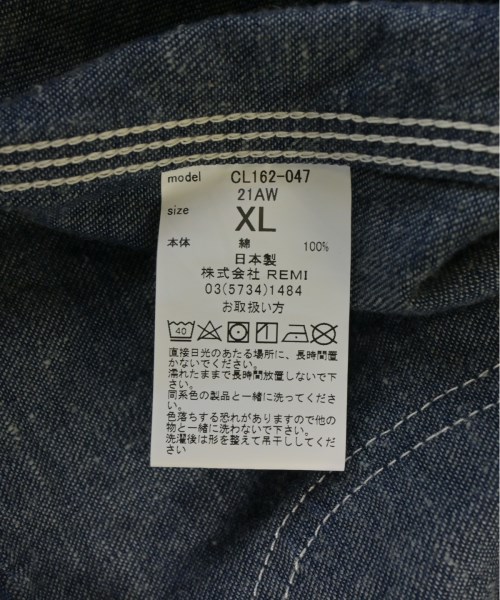 model CL162-047
21AW
size XL
本体 綿 100%
日本製
株式会社 REMI
03(5734)1484
お取扱い方
40
直接日光のあたる場所に、長時間置
かないでください。
濡れたままで長時間放置しないで下
さい。
同系色の製品と一緒に洗ってくださ
い。
色落ちする恐れがありますので他の
物と一緒に洗わないで下さい。
洗濯後は形を整えて吊干ししてくだ
さい